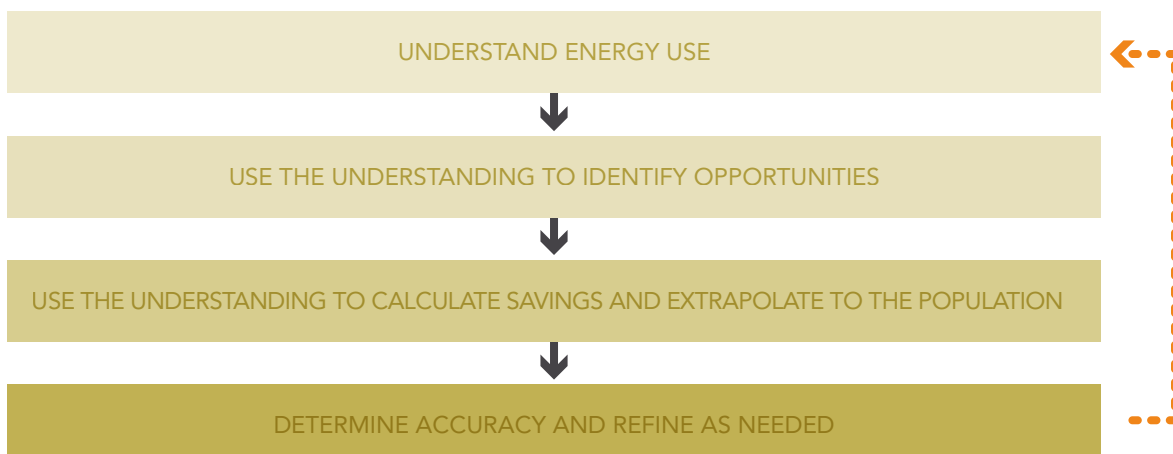 UNDERSTAND ENERGY USE
USE THE UNDERSTANDING TO IDENTIFY OPPORTUNITIES
USE THE UNDERSTANDING TO CALCULATE SAVINGS AND EXTRAPOLATE TO THE POPULATION
DETERMINE ACCURACY AND REFINE AS NEEDED